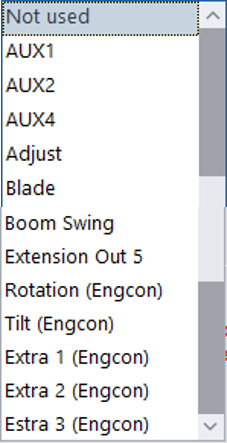 Not used
AUX1
AUX2
AUX4
Adjust
Blade
Boom Swing
Extension Out 5
Rotation (Engcon)
Tilt (Engcon)
Extra 1 (Engcon)
Extra 2 (Engcon)
Estra 3 (Engcon)